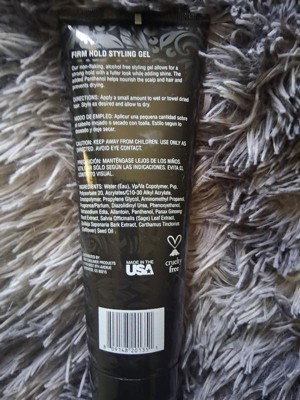 FIRM HOLD STYLING GEL
Our non-flaking, alcohol free styling gel allows for a
strong hold with a fuller look while adding shine. The
added Panthenol helps nourish the scalp and hair and
prevents drying.
DIRECTIONS: Apply a small amount to wet or towel dried
hair. Style as desired and allow to dry.
MODO DE EMPLEO: Aplicar una pequena cantidad sobre
el cabello mojado o secado con toalla. Estilo segun lo
deseado y deje secar.
CAUTION: KEEP AWAY FROM CHILDREN. USE ONLY AS
DIRECTED. AVOID EYE CONTACT.
PRECAUCIÓN: MANTÉNGASE LEJOS DE LOS NIÑOS.
UTILIZAR SÓLO SEGÚN LAS INDICACIONES. EVITA EL
CONTACTO VISUAL.
INGREDIENTS: Water (Eau), Vp/Va Copolymer, Pvp,
Polysorbate 20, Acrylates/C10-30 Alkyl Acrylate,
Crosspolymer, Propylene Glycol, Aminomethyl Propanol,
Fragrance/Parfum, Diazolidinyl Urea, Phenoxyethanol,
Disodium Edta, Allantoin, Panthenol, Panax Ginseng
Root Extract, Salvia Officinalis (Sage) Leaf Extract,
Quillaja Saponaria Bark Extract, Carthamus Tinctorius
(Safflower) Seed Oil
DISTRIBUTED BY
MADE IN THE
USA
cruelty
free